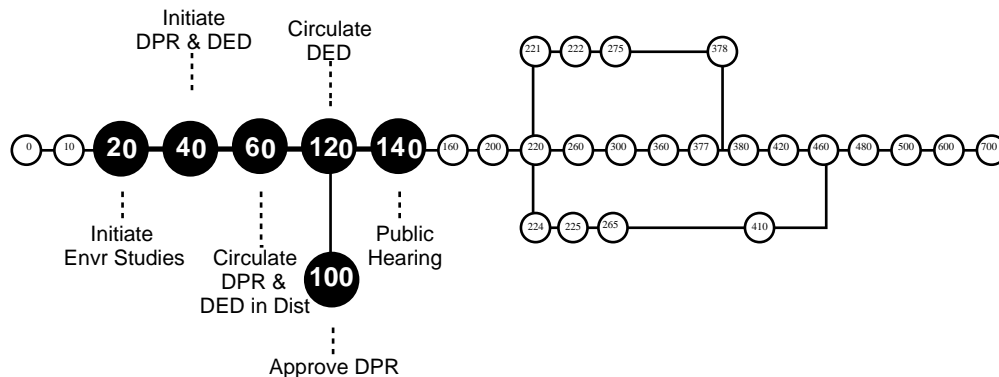 Initiate
DPR & DED
Circulate
DED
221 222 275 378
0 10 20 40 60 120 140 160 200 220 260 300 360 377 380 420 460 480 500 600 700
224 225 265 410
Initiate
Envr Studies
Circulate
DPR &
DED in Dist
Public
Hearing
100
Approve DPR